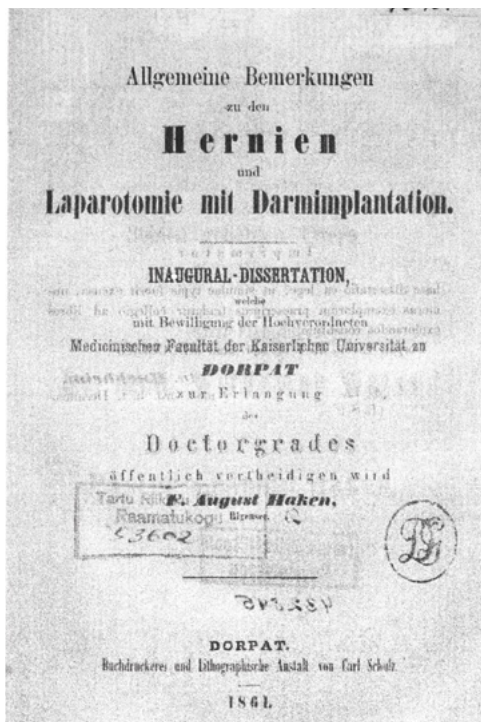 Allgemeine Bemerkungen
zu den
Hernien
und
Laparotomie mit Darmimplantation.
INAUGURAL-DISSERTATION,
welche
mit Bewilligung der Hochverordneten
Medicinischen Facultät der Kaiserlichen Universität zu
DORPAT
zur Erlangung
des
Doctorgrades
öffentlich vertheidigen wird
F. August Haken,
Tartu
Raamatukogu
53602
DORPAT.
Buchdruckerei und Lithographische Anstalt von Carl Schulz.
1861.